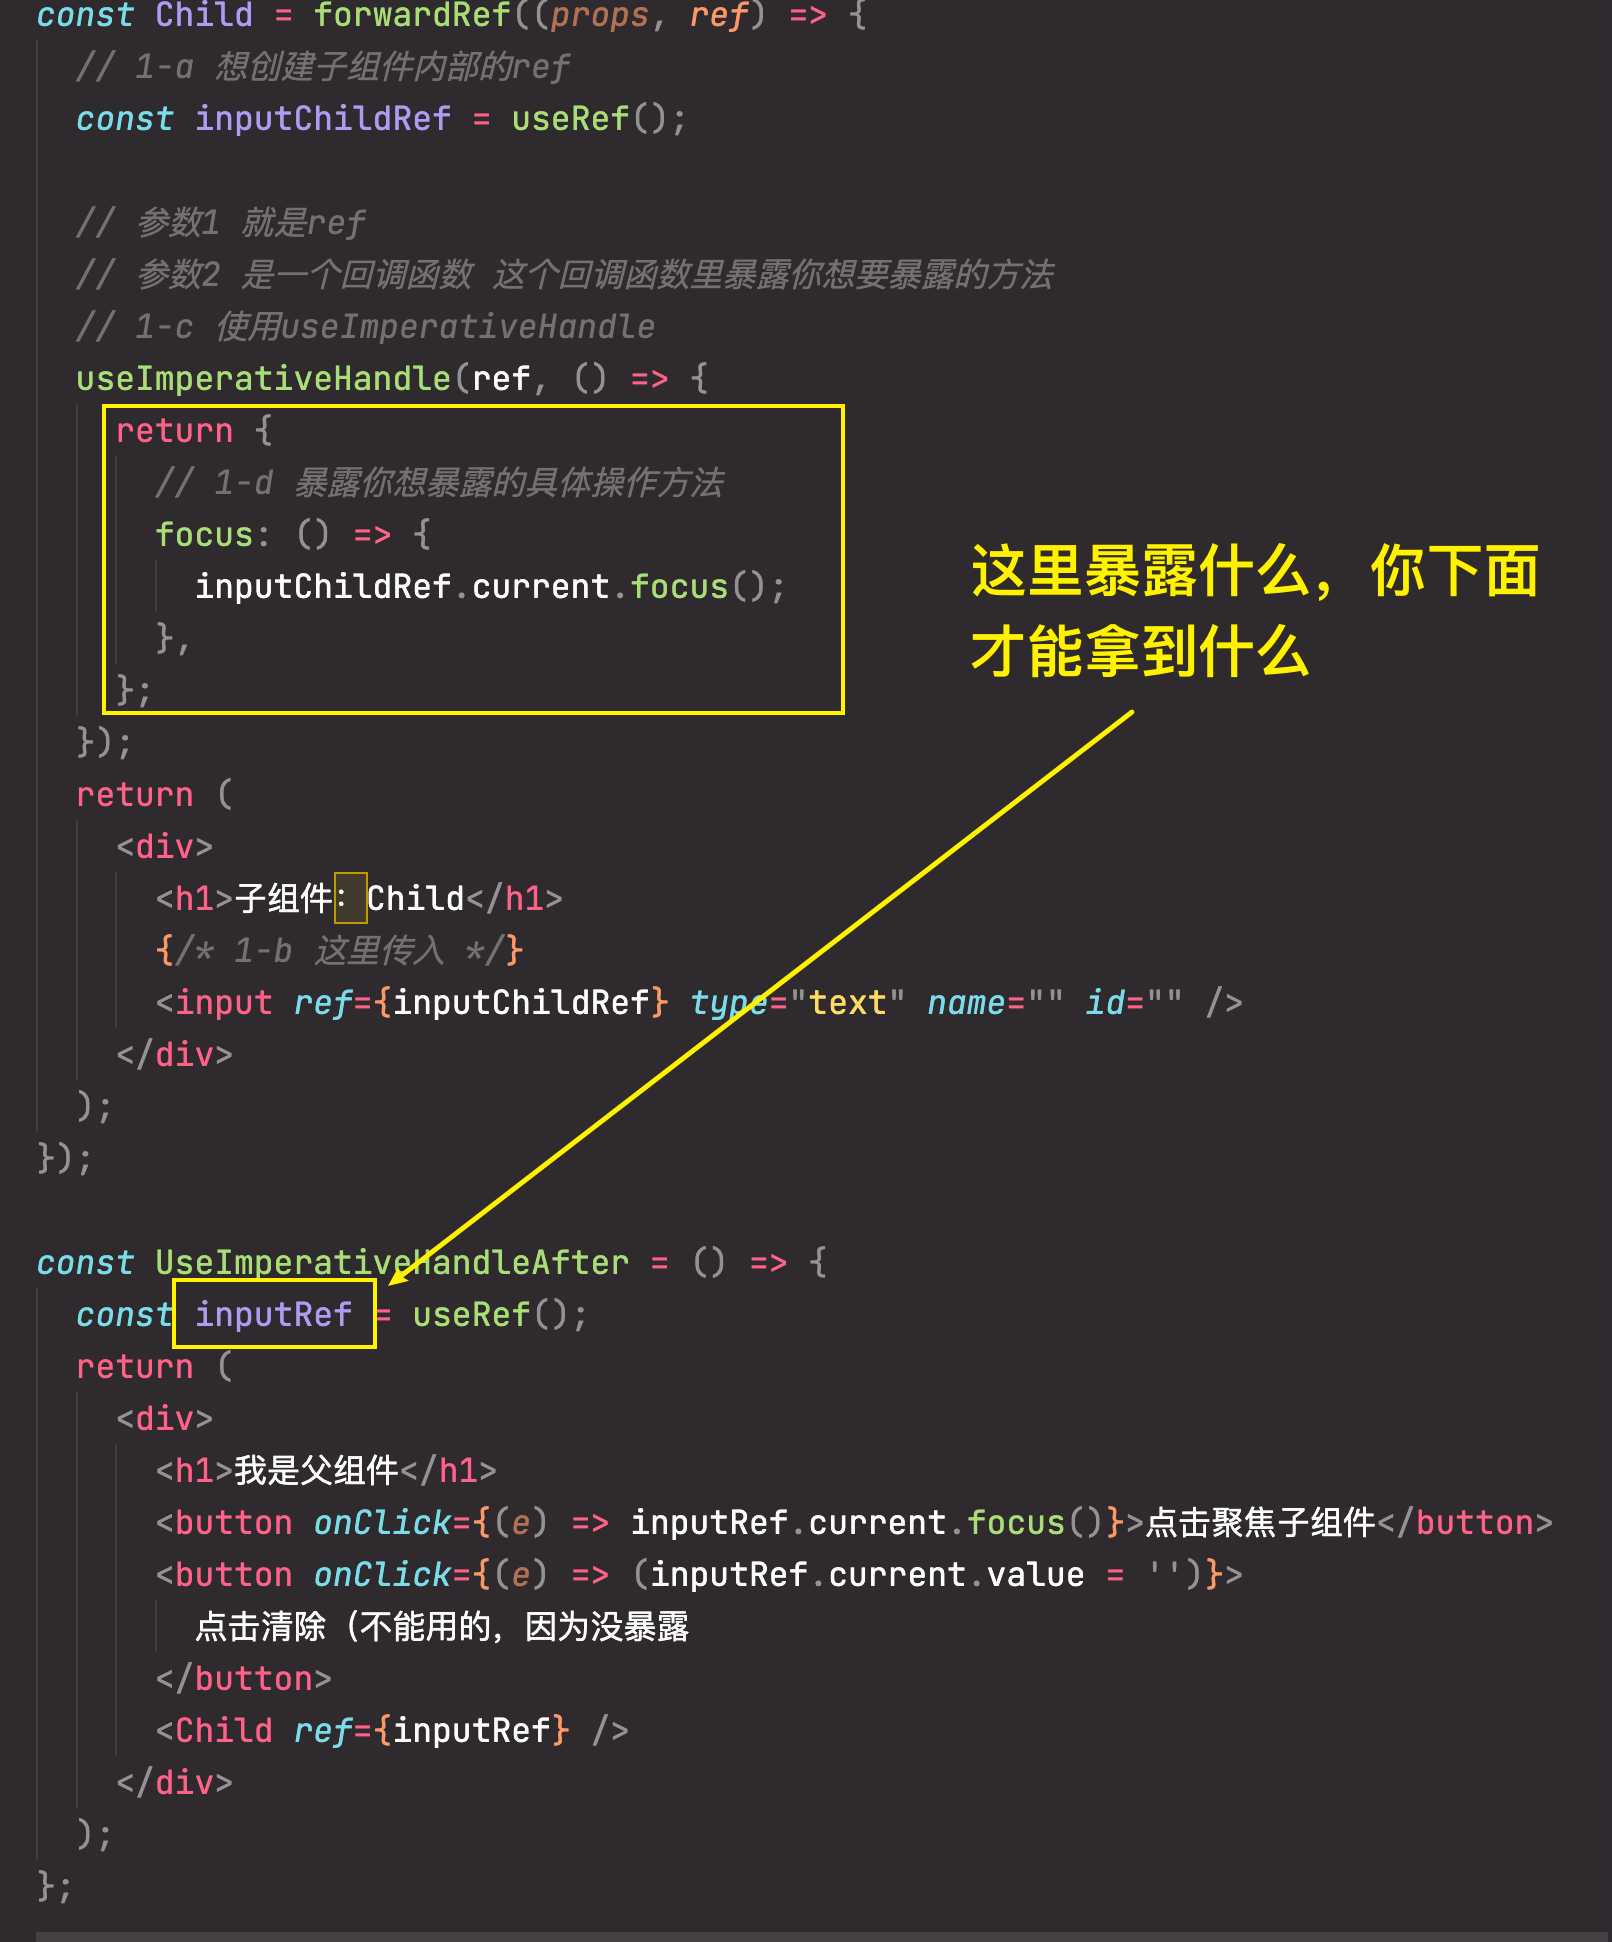 const Child = forwardRef((props, ref) => {
// 1-a 想创建子组件内部的ref
const inputChildRef = useRef();
// 参数1 就是ref
// 参数2 是一个回调函数 这个回调函数里暴露你想要暴露的方法
// 1-c 使用useImperativeHandle
useImperativeHandle(ref, () => {
return {
// 1-d 暴露你想暴露的具体操作方法
focus: () => {
inputChildRef.current.focus();
},
};
});
这里暴露什么，你下面
才能拿到什么
return (
<div>
<h1>子组件：Child</h1>
{/* 1-b 这里传入 */}
<input ref={inputChildRef} type="text" name="" id="" />
</div>
);
});
const UseImperativeHandleAfter = () => {
const inputRef = useRef();
return (
<div>
<h1>我是父组件</h1>
<button onClick={(e) => inputRef.current.focus()}>点击聚焦子组件</button>
<button onClick={(e) => (inputRef.current.value = '')}>
点击清除（不能用的，因为没暴露
</button>
<Child ref={inputRef} />
</div>
);
};